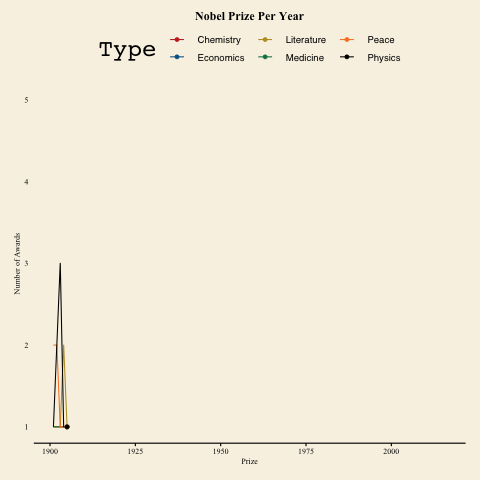 Nobel Prize Per Year
Type
Chemistry
Literature
Peace
Economics
Medicine
Physics
5
4
3
2
1
Number of Awards
1900
1925
1950
1975
2000
Prize